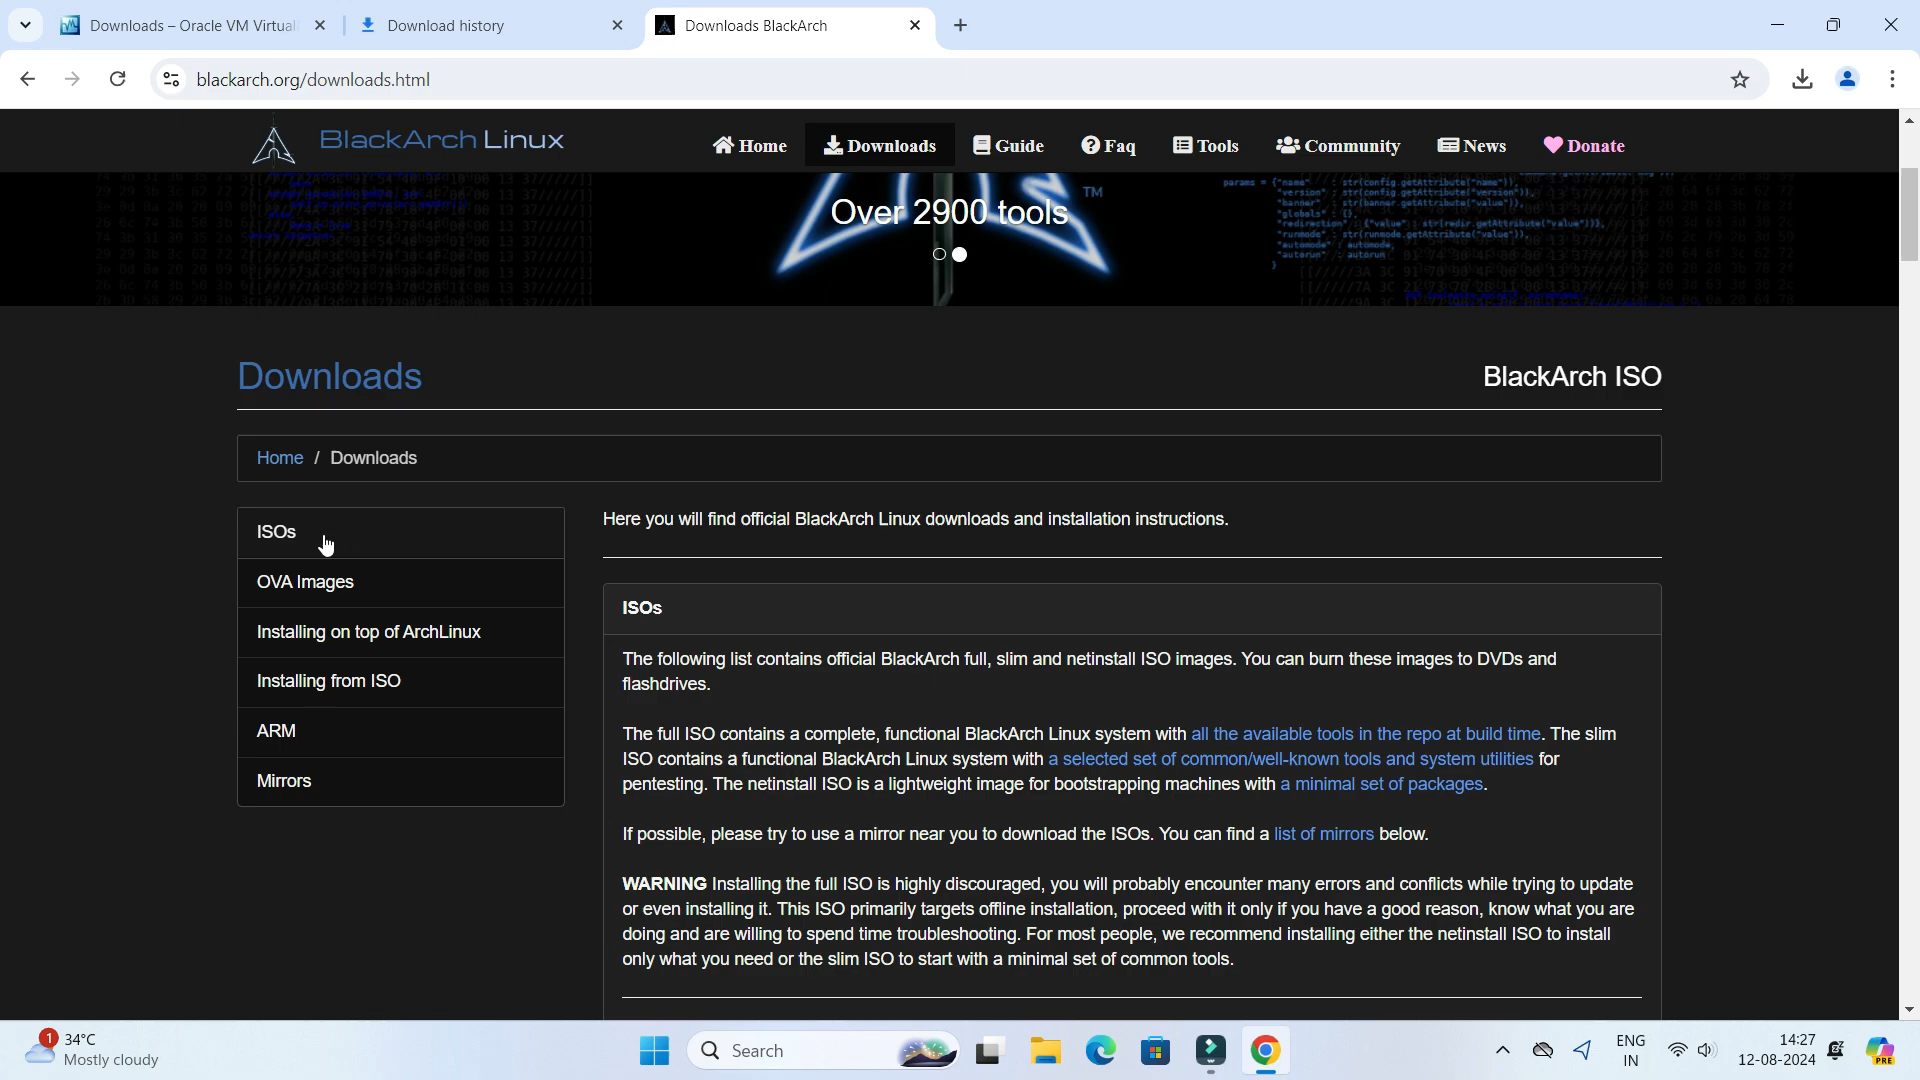 Downloads – Oracle VM Virtual
Download history
Downloads BlackArch
blackarch.org/downloads.html
BlackArch Linux
Home
Downloads
Guide
Faq
Tools
Community
News
Donate
Over 2900 tools
TM
Downloads
BlackArch ISO
Home / Downloads
ISOs
OVA Images
Installing on top of ArchLinux
Installing from ISO
ARM
Mirrors
Here you will find official BlackArch Linux downloads and installation instructions.
ISOs
The following list contains official BlackArch full, slim and netinstall ISO images. You can burn these images to DVDs and
flashdrives.
The full ISO contains a complete, functional BlackArch Linux system with all the available tools in the repo at build time. The slim
ISO contains a functional BlackArch Linux system with a selected set of common/well-known tools and system utilities for
pentesting. The netinstall ISO is a lightweight image for bootstrapping machines with a minimal set of packages.
If possible, please try to use a mirror near you to download the ISOs. You can find a list of mirrors below.
WARNING Installing the full ISO is highly discouraged, you will probably encounter many errors and conflicts while trying to update
or even installing it. This ISO primarily targets offline installation, proceed with it only if you have a good reason, know what you are
doing and are willing to spend time troubleshooting. For most people, we recommend installing either the netinstall ISO to install
only what you need or the slim ISO to start with a minimal set of common tools.
1
34°C
Mostly cloudy
Search
ENG
IN
14:27
12-08-2024
PRE